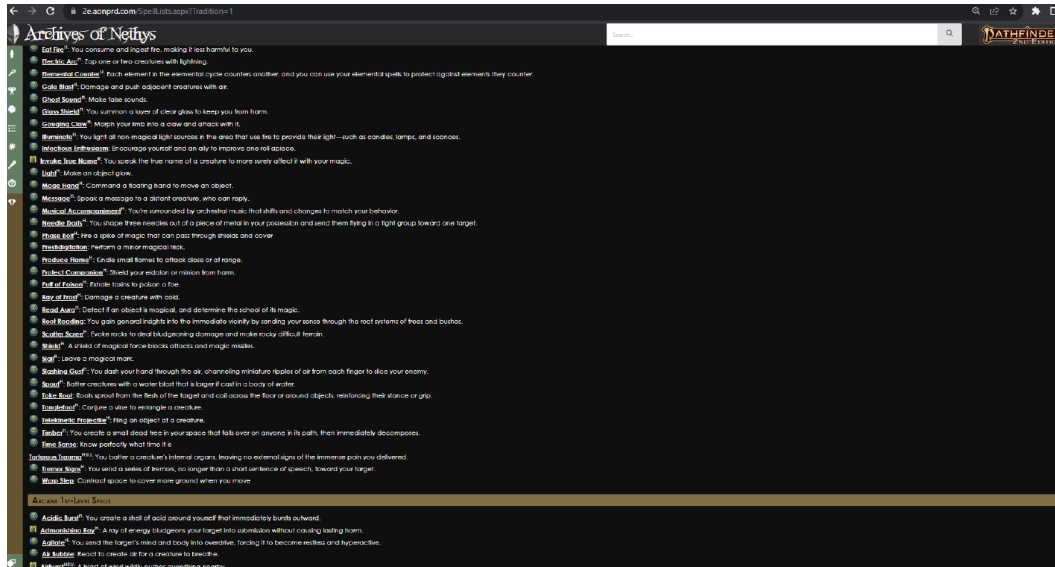 2e.aonprd.com/SpellLists.aspx?Tradition=1
Archives of Nethys
Search...
PATHFINDER
Eat Fire H: You consume and ingest fire, making it less harmful to you.
Electric Arc H: Zap one or two creatures with lightning.
Elemental Counter H: Each element in the elemental cycle counters another, and you can use your elemental spells to protect against elements they counter.
Gale Blast H: Damage and push adjacent creatures with air.
Ghost Sound H: Make false sounds.
Glass Shield H: You summon a layer of clear glass to keep you from harm.
Gouging Claw H: Morph your limb into a claw and attack with it.
Illuminate H: You light all non-magical light sources in the area that use fire to provide their light—such as candles, lamps, and sconces.
Infectious Enthusiasm: Encourage yourself and an ally to improve one roll apiece.
Invoke True Name H: You speak the true name of a creature to more surely affect it with your magic.
Light H: Make an object glow.
Mage Hand H: Command a floating hand to move an object.
Message H: Speak a message to a distant creature, who can reply.
Musical Accompaniment H: You're surrounded by orchestral music that shifts and changes to match your behavior.
Needle Darts H: You shape three needles out of a piece of metal in your possession and send them flying in a tight group toward one target.
Phase Bolt H: Fire a spike of magic that can pass through shields and cover
Prestidigitation: Perform a minor magical trick.
Produce Flame H: Kindle small flames to attack close or at range.
Protect Companion H: Shield your eidolon or minion from harm.
Puff of Poison H: Exhale toxins to poison a foe.
Ray of Frost H: Damage a creature with cold.
Read Aura H: Detect if an object is magical, and determine the school of its magic.
Root Reading: You gain general insights into the immediate vicinity by sending your sense through the root systems of trees and bushes.
Scatter Scree H: Evoke rocks to deal bludgeoning damage and make rocky difficult terrain.
Shield H: A shield of magical force blocks attacks and magic missiles.
Sigil H: Leave a magical mark.
Slashing Gust H: You slash your hand through the air, channeling miniature ripples of air from each finger to slice your enemy.
Spout H: Batter creatures with a water blast that is larger if cast in a body of water.
Take Root: Roots sprout from the flesh of the target and coil across the floor or around objects, reinforcing their stance or grip.
Tanglefoot H: Conjure a vine to entangle a creature.
Telekinetic Projectile H: Fling an object at a creature.
Timber H: You create a small dead tree in your space that falls over on anyone in its path, then immediately decomposes.
Time Sense: Know perfectly what time it is
Torturous Trauma H S U: You batter a creature's internal organs, leaving no external signs of the immense pain you delivered.
Tremor Signs H: You send a series of tremors, no longer than a short sentence of speech, toward your target.
Warp Step: Contract space to cover more ground when you move
Arcane 1st-Level Spells
Acidic Burst H: You create a shell of acid around yourself that immediately bursts outward.
Admonishing Ray H: A ray of energy bludgeons your target into submission without causing lasting harm.
Agitate H: You send the target's mind and body into overdrive, forcing it to become restless and hyperactive.
Air Bubble: React to create air for a creature to breathe.
Airburst H S U: A blast of wind wildly pushes everything nearby.